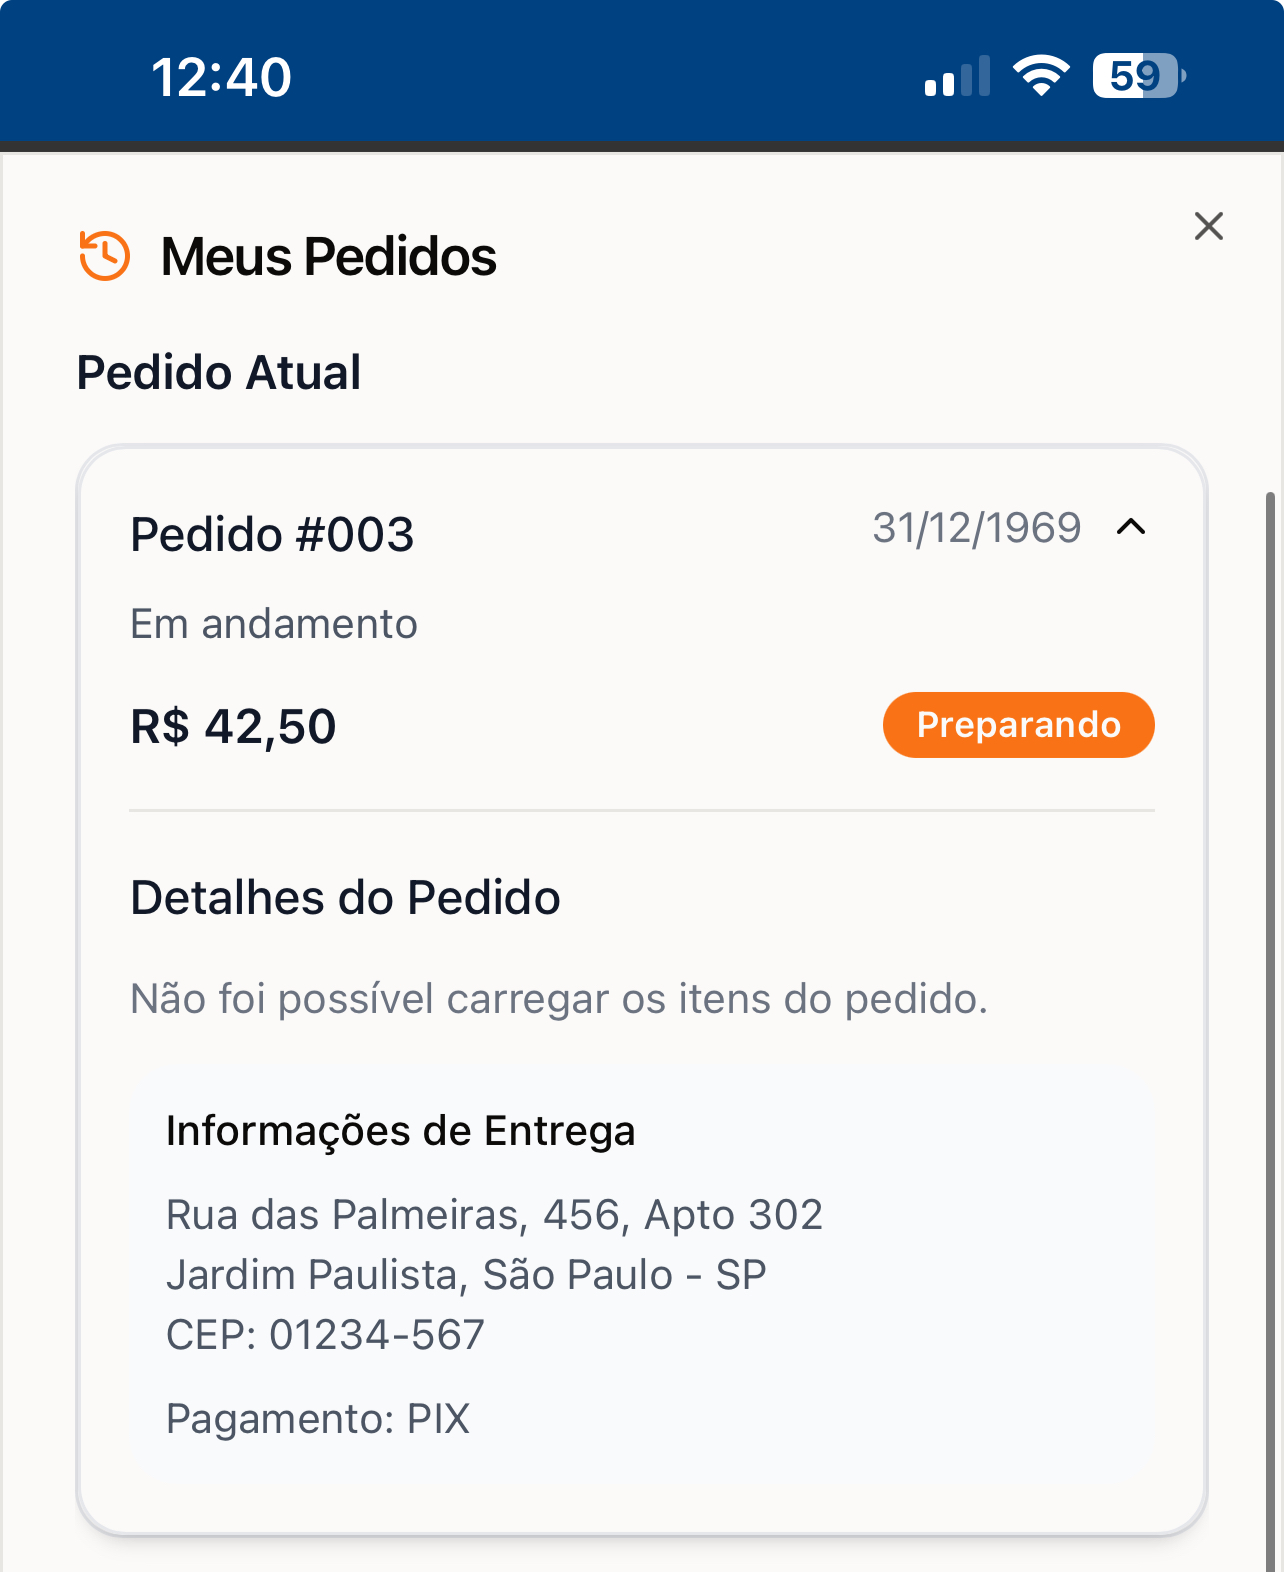 12:40
59
Meus Pedidos
Pedido Atual
Pedido #003
31/12/1969
Em andamento
R$ 42,50
Preparando
Detalhes do Pedido
Não foi possível carregar os itens do pedido.
Informações de Entrega
Rua das Palmeiras, 456, Apto 302
Jardim Paulista, São Paulo - SP
CEP: 01234-567
Pagamento: PIX